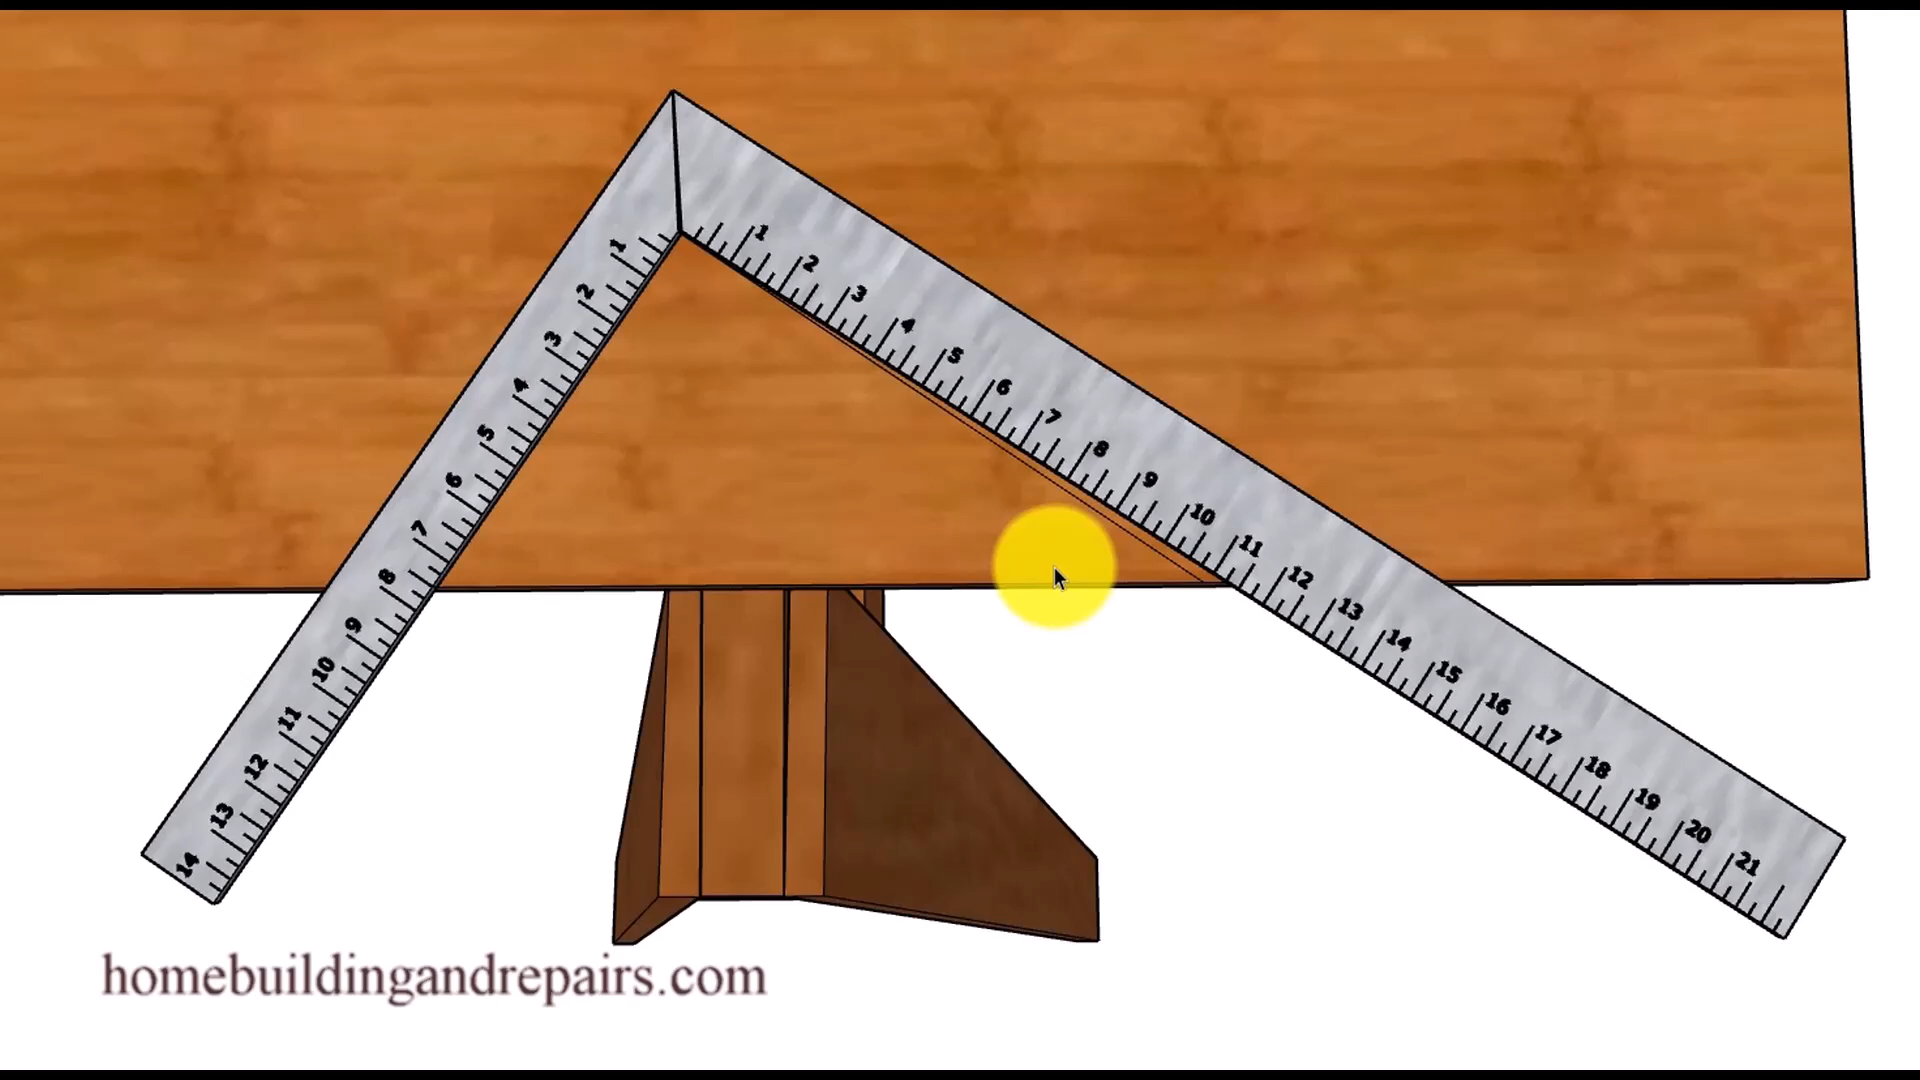 1 2 3 4 5 6 7 8 9 10 11 12 13 14
1 2 3 4 5 6 7 8 9 10 11 12 13 14 15 16 17 18 19 20 21
homebuildingandrepairs.com